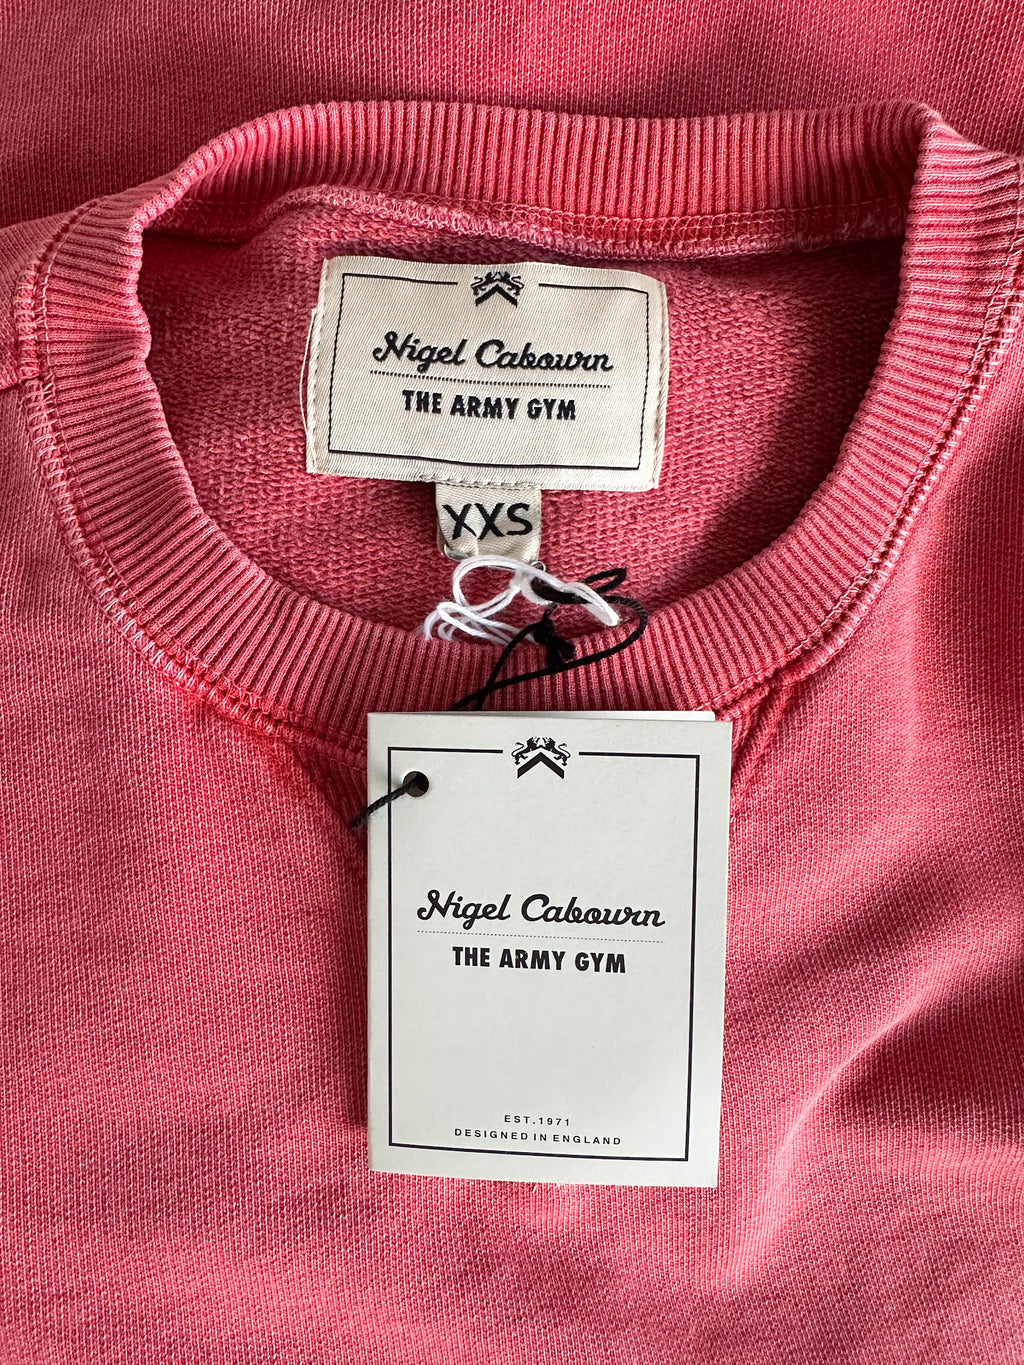 Nigel Cabourn
THE ARMY GYM
XXS
Nigel Cabourn
THE ARMY GYM
EST.1971
DESIGNED IN ENGLAND